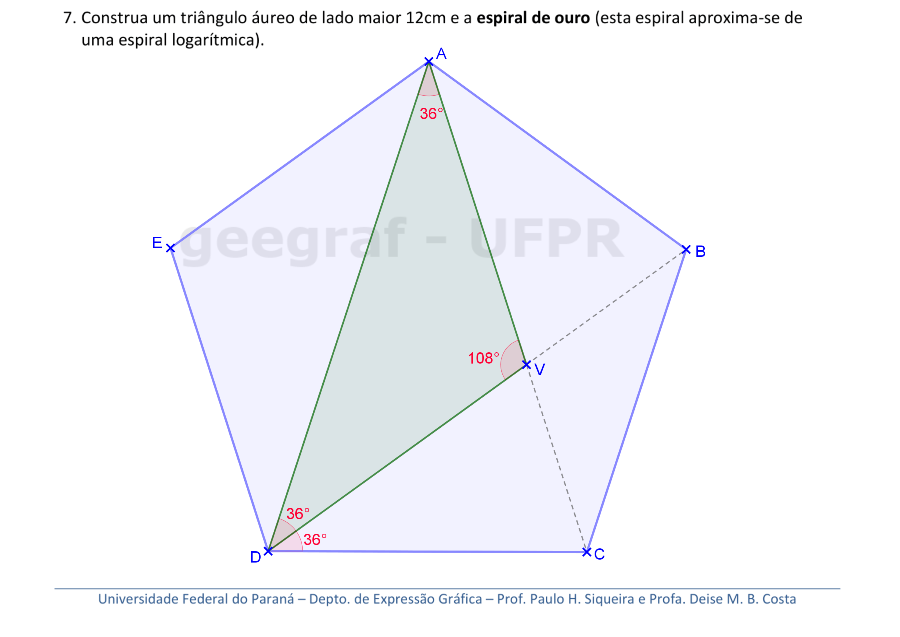 7. Construa um triângulo áureo de lado maior 12cm e a espiral de ouro (esta espiral aproxima-se de
uma espiral logarítmica).
A
36°
E
geegraf - UFPR
B
108°
V
36°
36°
D
C
Universidade Federal do Paraná – Depto. de Expressão Gráfica – Prof. Paulo H. Siqueira e Profa. Deise M. B. Costa